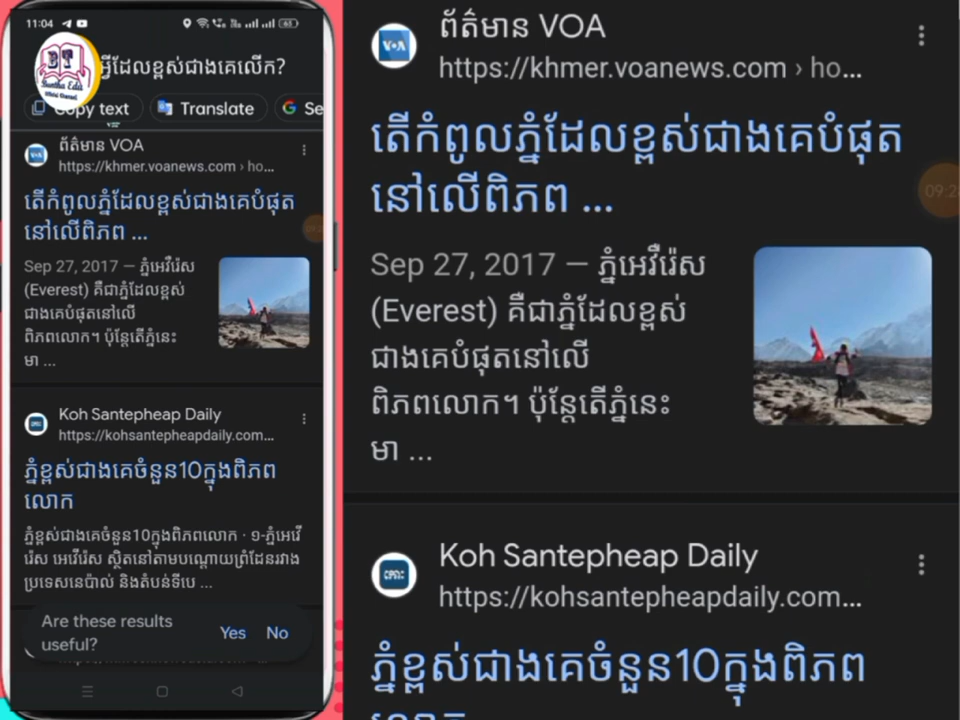 11:04
អ្វីដែលខ្ពស់ជាងគេលើក?
BT
Buntha Edu
Official Channel
Copy text
Translate
Se
ព័ត៌មាន VOA
https://khmer.voanews.com › ho...
តើកំពូលភ្នំដែលខ្ពស់ជាងគេបំផុត
នៅលើពិភព ...
Sep 27, 2017 — ភ្នំអេវឺរ៉េស
(Everest) គឺជាភ្នំដែលខ្ពស់
ជាងគេបំផុតនៅលើ
ពិភពលោក។ ប៉ុន្តែតើភ្នំនេះ
មា ...
Koh Santepheap Daily
https://kohsantepheapdaily.com...
ភ្នំខ្ពស់ជាងគេចំនួន10ក្នុងពិភព
លោក
ភ្នំខ្ពស់ជាងគេចំនួន10ក្នុងពិភពលោក · ១-ភ្នំអេវើ
រ៉េស អេវើរ៉េស ស្ថិតនៅតាមបណ្តោយព្រំដែនរវាង
ប្រទេសនេប៉ាល់ និងតំបន់ទីបេ ...
Are these results
useful?
Yes
No
ព័ត៌មាន VOA
https://khmer.voanews.com › ho...
តើកំពូលភ្នំដែលខ្ពស់ជាងគេបំផុត
នៅលើពិភព ...
Sep 27, 2017 — ភ្នំអេវឺរ៉េស
(Everest) គឺជាភ្នំដែលខ្ពស់
ជាងគេបំផុតនៅលើ
ពិភពលោក។ ប៉ុន្តែតើភ្នំនេះ
មា ...
Koh Santepheap Daily
https://kohsantepheapdaily.com...
ភ្នំខ្ពស់ជាងគេចំនួន10ក្នុងពិភព
លោក